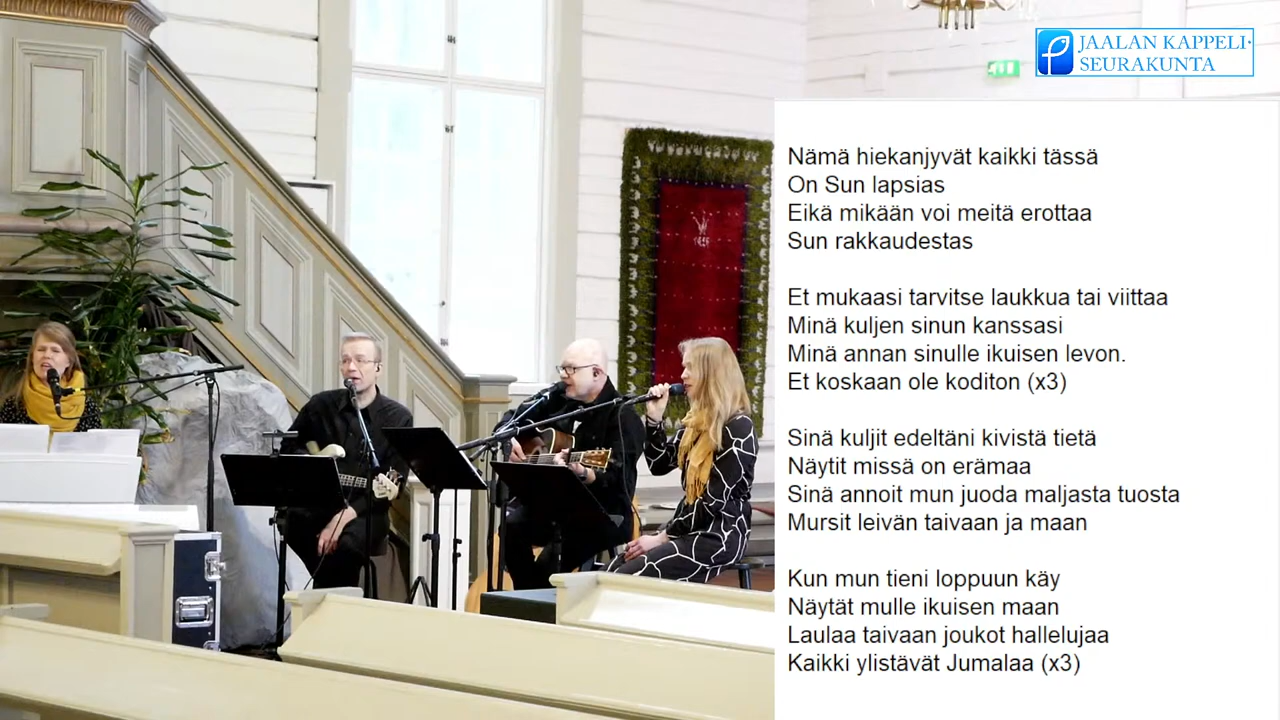 JAALAN KAPPELI-
SEURAKUNTA
Nämä hiekanjyvät kaikki tässä
On Sun lapsias
Eikä mikään voi meitä erottaa
Sun rakkaudestas
Et mukaasi tarvitse laukkua tai viittaa
Minä kuljen sinun kanssasi
Minä annan sinulle ikuisen levon.
Et koskaan ole koditon (x3)
Sinä kuljit edeltäni kivistä tietä
Näytit missä on erämaa
Sinä annoit mun juoda maljasta tuosta
Mursit leivän taivaan ja maan
Kun mun tieni loppuun käy
Näytät mulle ikuisen maan
Laulaa taivaan joukot hallelujaa
Kaikki ylistävät Jumalaa (x3)